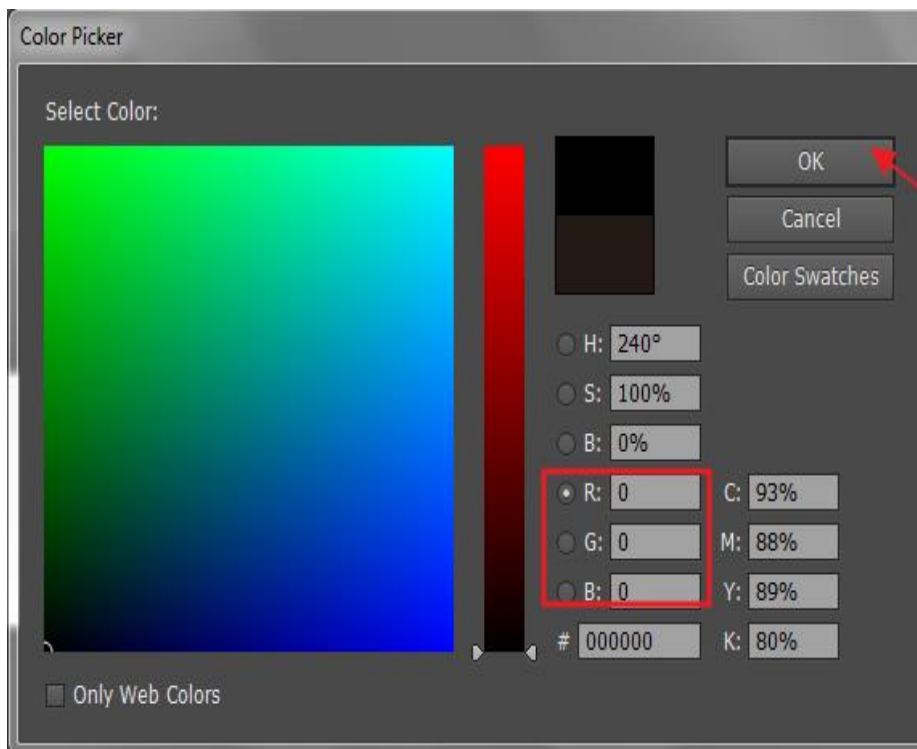 Color Picker
Select Color:
OK
Cancel
Color Swatches
H: 240°
S: 100%
B: 0%
R: 0 C: 93%
G: 0 M: 88%
B: 0 Y: 89%
# 000000 K: 80%
Only Web Colors